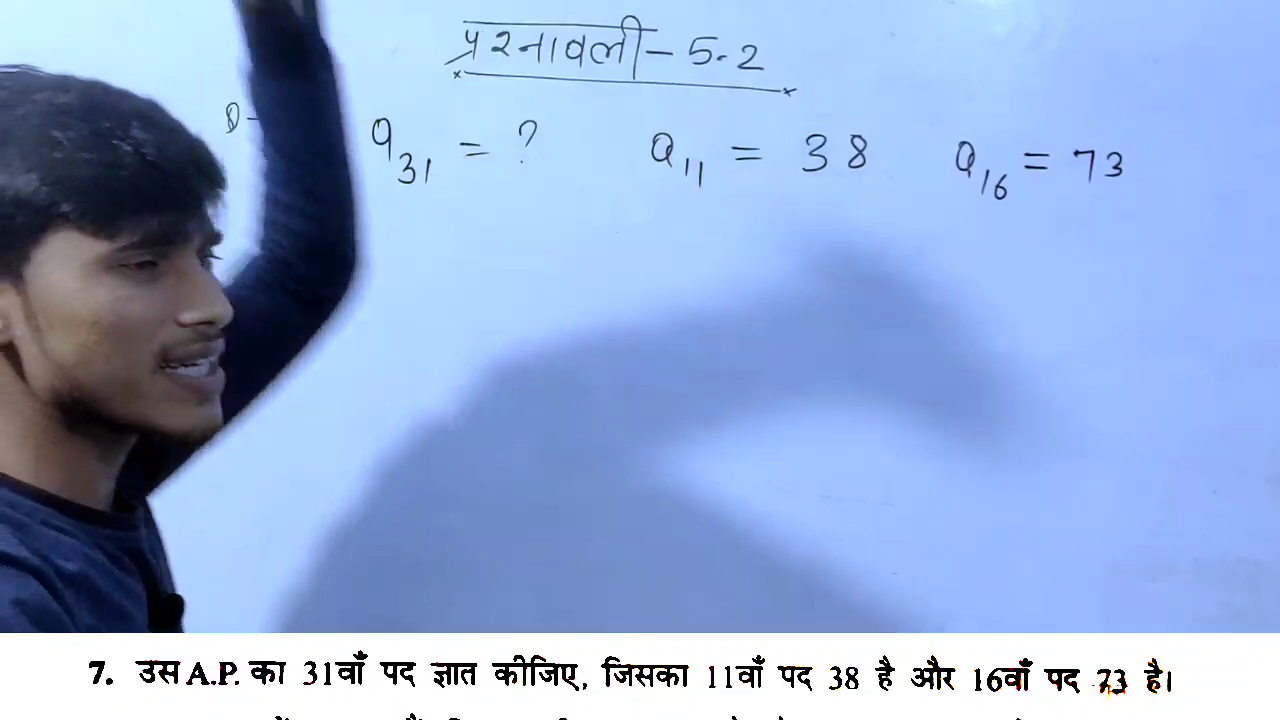 प्रश्नावली - 5.2
a₃₁ = ? a₁₁ = 38 a₁₆ = 73
7. उस A.P. का 31वाँ पद ज्ञात कीजिए, जिसका 11वाँ पद 38 है और 16वाँ पद 73 है।